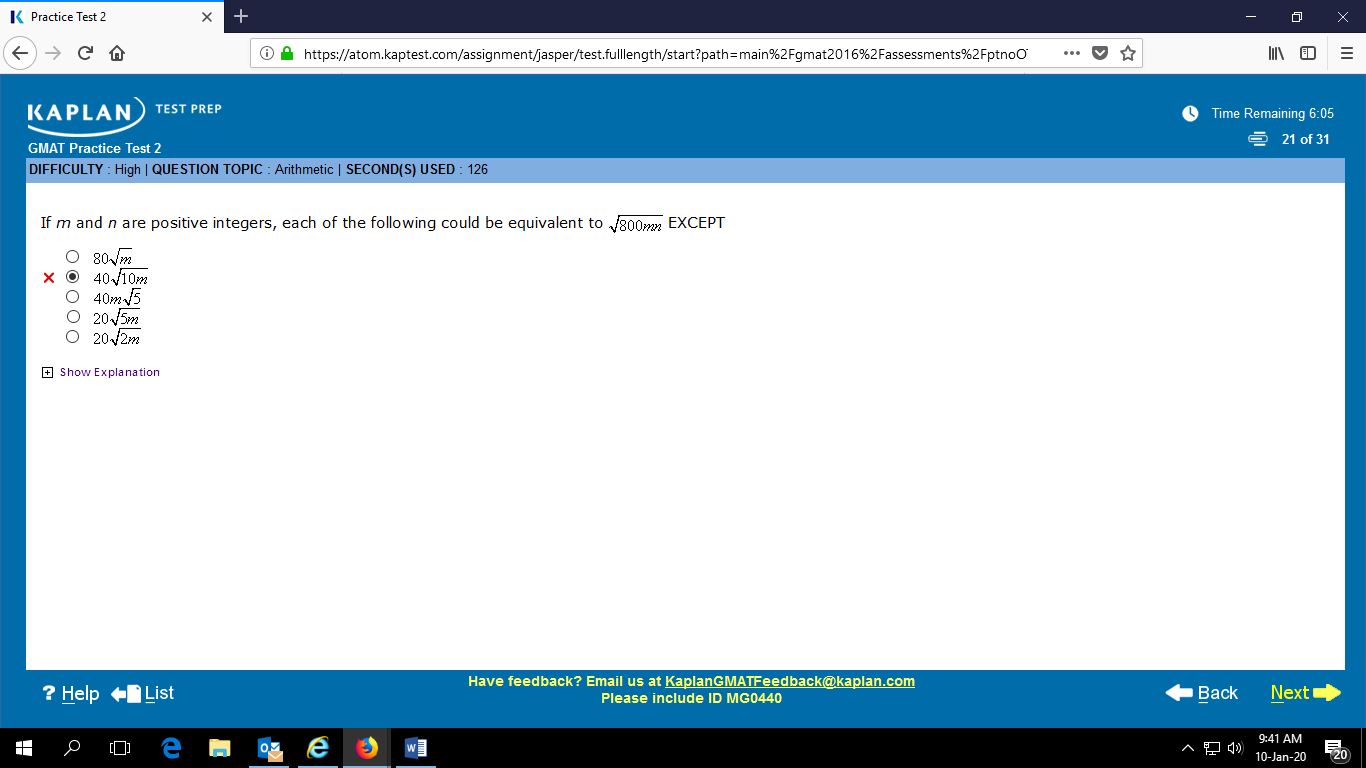 Practice Test 2
https://atom.kaptest.com/assignment/jasper/test.fulllength/start?path=main%2Fgmat2016%2Fassessments%2FptnoO
KAPLAN TEST PREP
Time Remaining 6:05
GMAT Practice Test 2
21 of 31
DIFFICULTY : High | QUESTION TOPIC : Arithmetic | SECOND(S) USED : 126
If m and n are positive integers, each of the following could be equivalent to √800mn EXCEPT
80√m
40√10m
40m√5
20√5m
20√2m
Show Explanation
? Help
List
Have feedback? Email us at KaplanGMATFeedback@kaplan.com
Please include ID MG0440
Back
Next
9:41 AM
10-Jan-20
20